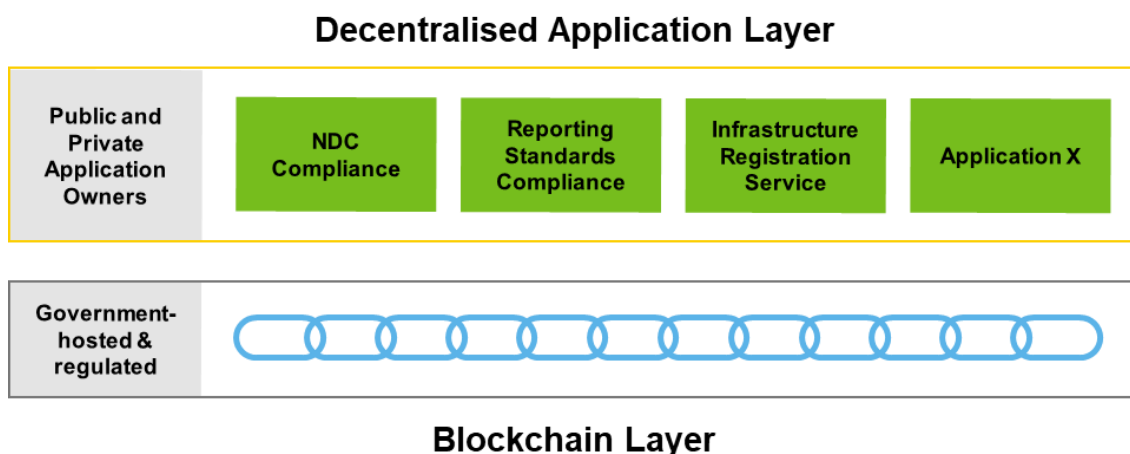 Decentralised Application Layer
Public and
Private
Application
Owners
NDC
Compliance
Reporting
Standards
Compliance
Infrastructure
Registration
Service
Application X
Government-
hosted &
regulated
Blockchain Layer